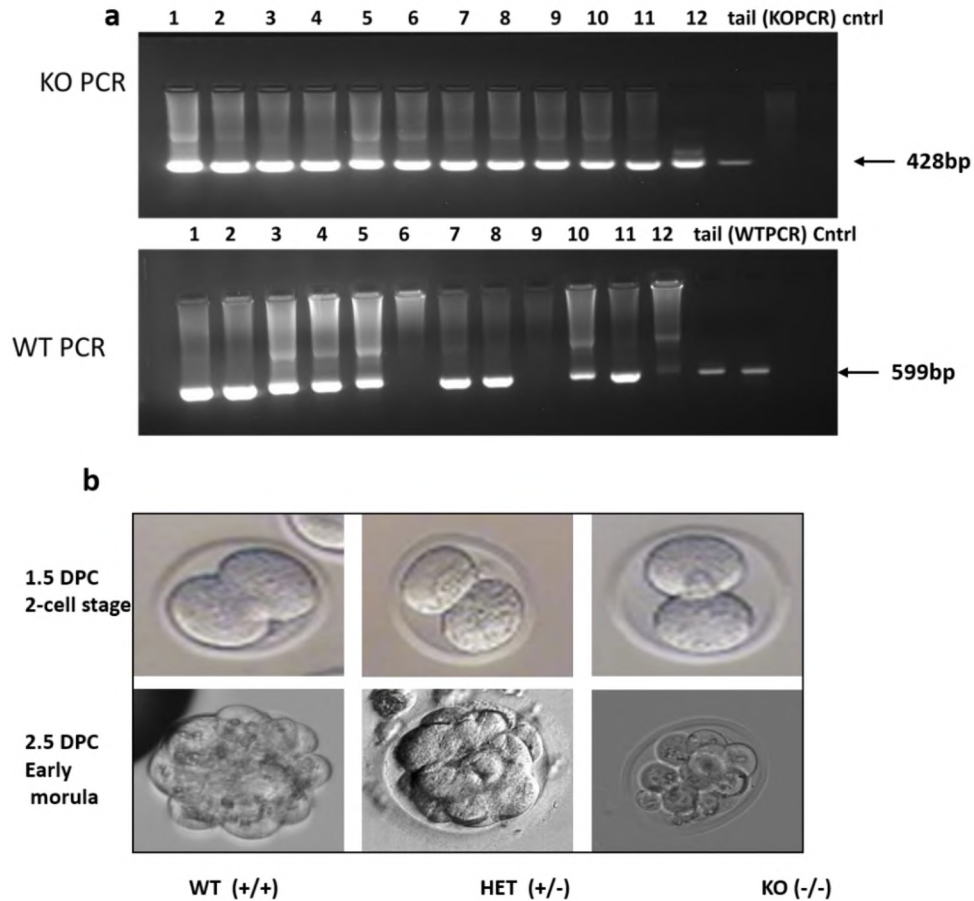 a 1 2 3 4 5 6 7 8 9 10 11 12 tail (KOPCR) cntrl
KO PCR
428bp
1 2 3 4 5 6 7 8 9 10 11 12 tail (WTPCR) Cntrl
WT PCR
599bp
b
1.5 DPC
2-cell stage
2.5 DPC
Early
morula
WT (+/+) HET (+/-) KO (-/-)